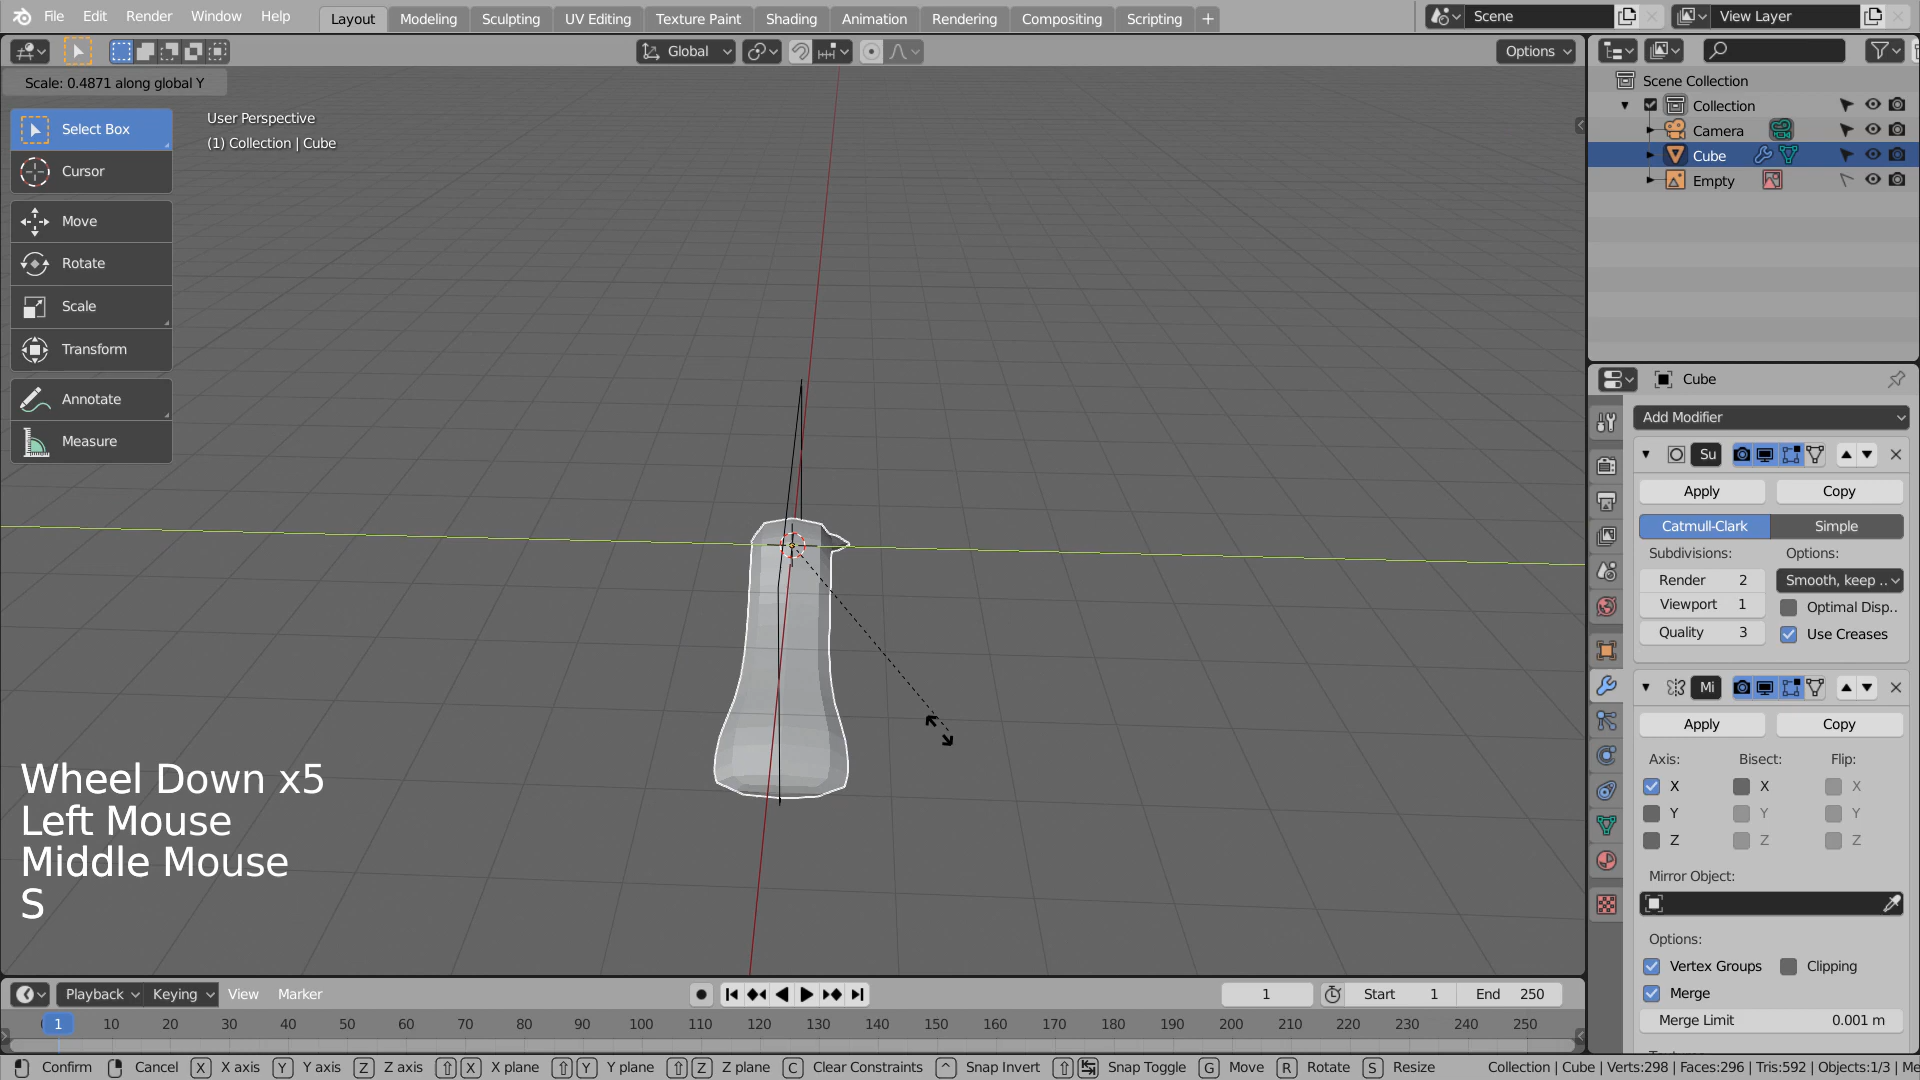 File Edit Render Window Help Layout Modeling Sculpting UV Editing Texture Paint Shading Animation Rendering Compositing Scripting + Scene View Layer
Global Options
Scale: 0.4871 along global Y
Select Box
Cursor
Move
Rotate
Scale
Transform
Annotate
Measure
User Perspective
(1) Collection | Cube
Wheel Down x5
Left Mouse
Middle Mouse
S
Scene Collection
Collection
Camera
Cube
Empty
Cube
Add Modifier
Su
Apply Copy
Catmull-Clark Simple
Subdivisions: Options:
Render 2 Smooth, keep ..
Viewport 1 Optimal Disp..
Quality 3 Use Creases
Mi
Apply Copy
Axis: Bisect: Flip:
X X X
Y Y Y
Z Z Z
Mirror Object:
Options:
Vertex Groups Clipping
Merge
Merge Limit 0.001 m
Playback Keying View Marker 1 Start 1 End 250
1 10 20 30 40 50 60 70 80 90 100 110 120 130 140 150 160 170 180 190 200 210 220 230 240 250
Confirm Cancel X X axis Y Y axis Z Z axis X X plane Y Y plane Z Z plane C Clear Constraints ^ Snap Invert Snap Toggle G Move R Rotate S Resize Collection | Cube | Verts:298 | Faces:296 | Tris:592 | Objects:1/3 | Me